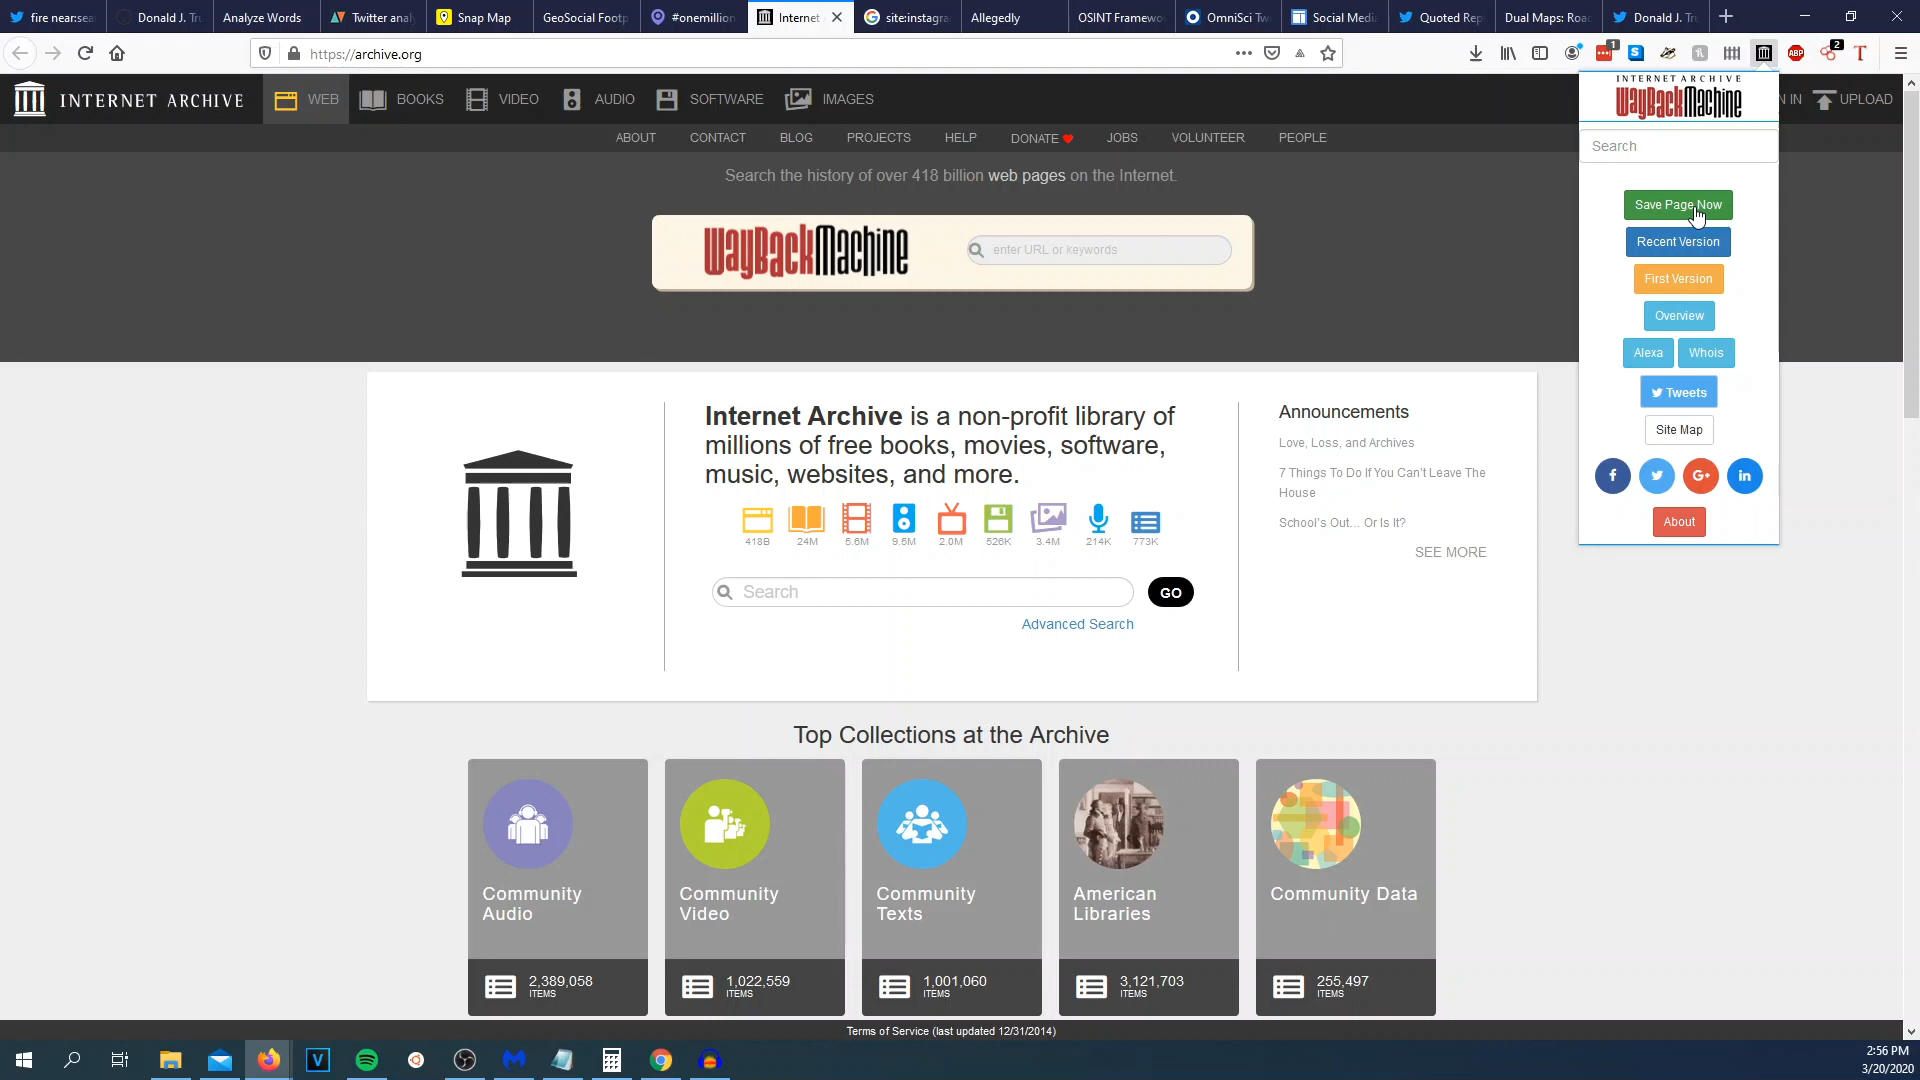 fire near:sea
Donald J. Tru
Analyze Words
Twitter anal
Snap Map
GeoSocial Footp
#onemillion
Internet A
site:instagra
Allegedly
OSINT Framewo
OmniSci Tw
Social Media
Quoted Rep
Dual Maps: Road
Donald J. Tru
https://archive.org
1
ABP
2
T
INTERNET ARCHIVE
WEB
BOOKS
VIDEO
AUDIO
SOFTWARE
IMAGES
N IN
UPLOAD
ABOUT
CONTACT
BLOG
PROJECTS
HELP
DONATE
JOBS
VOLUNTEER
PEOPLE
Search the history of over 418 billion web pages on the Internet.
WayBackMachine
enter URL or keywords
INTERNET ARCHIVE
WayBackMachine
Search
Save Page Now
Recent Version
First Version
Overview
Alexa
Whois
Tweets
Site Map
f
G+
in
About
Internet Archive is a non-profit library of
millions of free books, movies, software,
music, websites, and more.
418B
24M
5.6M
9.5M
2.0M
526K
3.4M
214K
773K
Search
GO
Advanced Search
Announcements
Love, Loss, and Archives
7 Things To Do If You Can't Leave The
House
School's Out… Or Is It?
SEE MORE
Top Collections at the Archive
Community
Audio
2,389,058
ITEMS
Community
Video
1,022,559
ITEMS
Community
Texts
1,001,060
ITEMS
American
Libraries
3,121,703
ITEMS
Community Data
255,497
ITEMS
Terms of Service (last updated 12/31/2014)
V
2:56 PM
3/20/2020